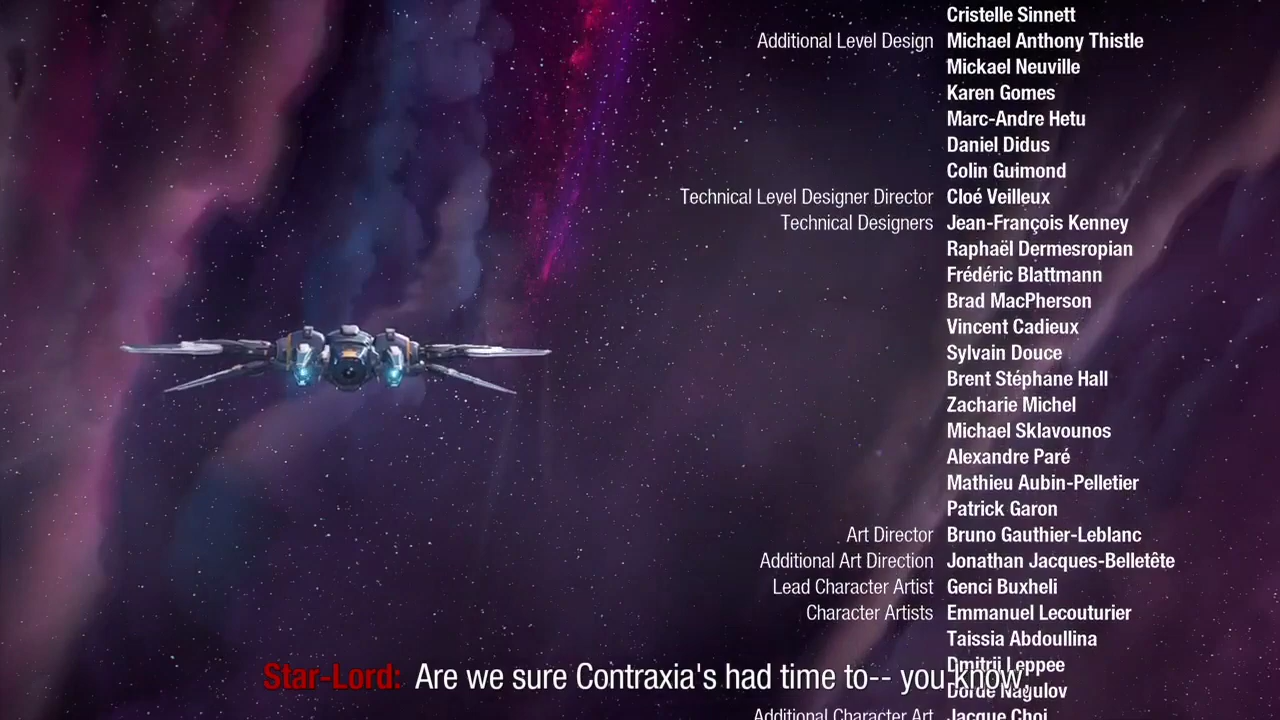 Cristelle Sinnett
Additional Level Design Michael Anthony Thistle
Mickael Neuville
Karen Gomes
Marc-Andre Hetu
Daniel Didus
Colin Guimond
Technical Level Designer Director Cloé Veilleux
Technical Designers Jean-François Kenney
Raphaël Dermesropian
Frédéric Blattmann
Brad MacPherson
Vincent Cadieux
Sylvain Douce
Brent Stéphane Hall
Zacharie Michel
Michael Sklavounos
Alexandre Paré
Mathieu Aubin-Pelletier
Patrick Garon
Art Director Bruno Gauthier-Leblanc
Additional Art Direction Jonathan Jacques-Belletête
Lead Character Artist Genci Buxheli
Character Artists Emmanuel Lecouturier
Taissia Abdoullina
Dmitrii Leppee
Star-Lord: Are we sure Contraxia's had time to-- you know,
Dorde Nagulov
Additional Character Art Jacque Choi